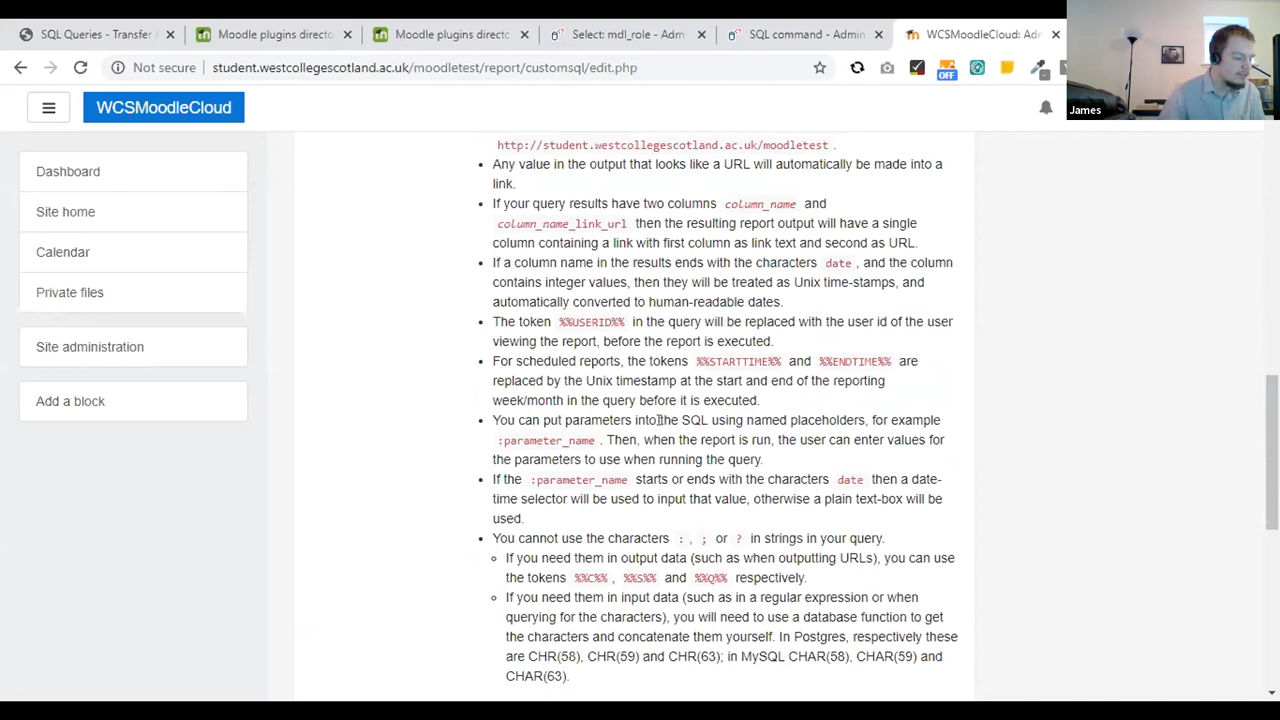 SQL Queries - Transfer
Moodle plugins directo
Moodle plugins directo
Select: mdl_role - Adm
SQL command - Admin
WCSMoodleCloud: Ad
Not secure student.westcollegescotland.ac.uk/moodletest/report/customsql/edit.php
OFF
James
WCSMoodleCloud
Dashboard
Site home
Calendar
Private files
Site administration
Add a block
http://student.westcollegescotland.ac.uk/moodletest .
Any value in the output that looks like a URL will automatically be made into a
link.
If your query results have two columns column_name and
column_name_link_url then the resulting report output will have a single
column containing a link with first column as link text and second as URL.
If a column name in the results ends with the characters date , and the column
contains integer values, then they will be treated as Unix time-stamps, and
automatically converted to human-readable dates.
The token %%USERID%% in the query will be replaced with the user id of the user
viewing the report, before the report is executed.
For scheduled reports, the tokens %%STARTTIME%% and %%ENDTIME%% are
replaced by the Unix timestamp at the start and end of the reporting
week/month in the query before it is executed.
You can put parameters into the SQL using named placeholders, for example
:parameter_name . Then, when the report is run, the user can enter values for
the parameters to use when running the query.
If the :parameter_name starts or ends with the characters date then a date-
time selector will be used to input that value, otherwise a plain text-box will be
used.
You cannot use the characters : , ; or ? in strings in your query.
If you need them in output data (such as when outputting URLs), you can use
the tokens %%C%% , %%S%% and %%Q%% respectively.
If you need them in input data (such as in a regular expression or when
querying for the characters), you will need to use a database function to get
the characters and concatenate them yourself. In Postgres, respectively these
are CHR(58), CHR(59) and CHR(63); in MySQL CHAR(58), CHAR(59) and
CHAR(63).